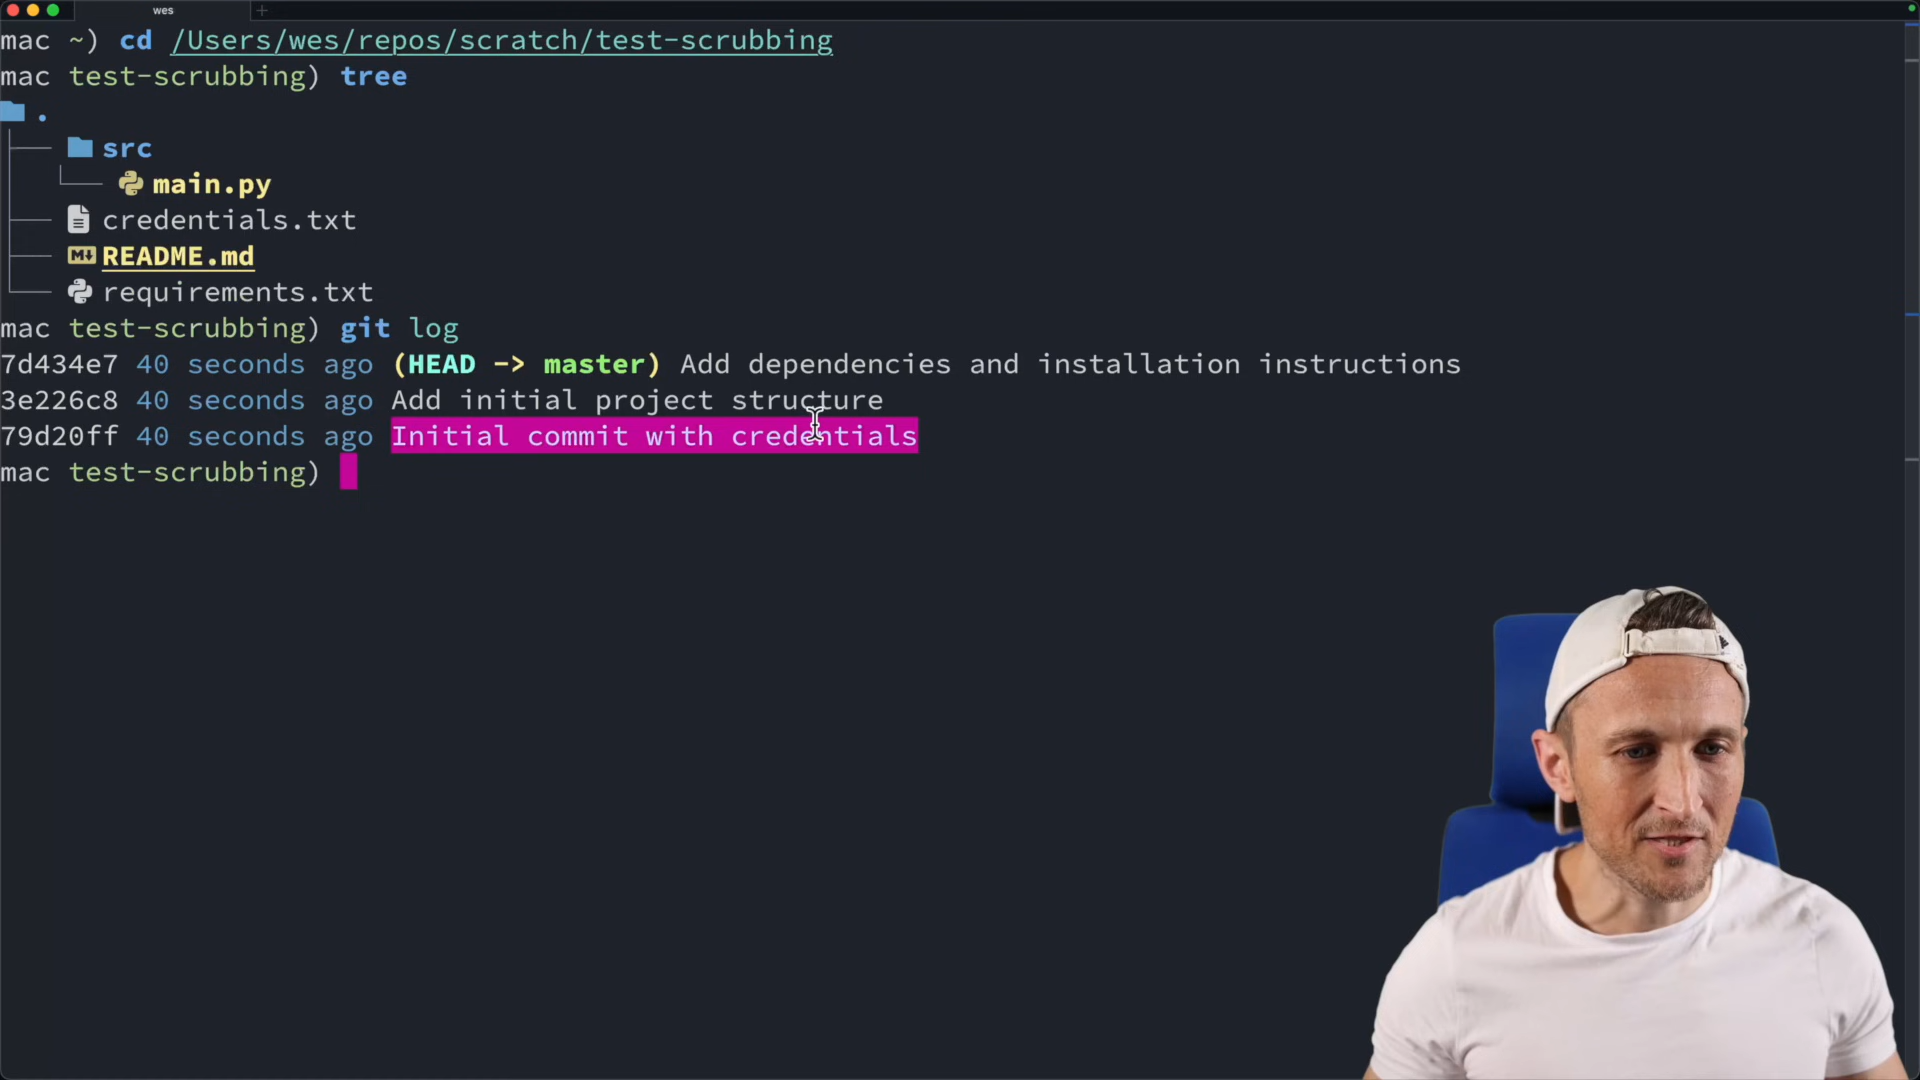 wes
mac ~) cd /Users/wes/repos/scratch/test-scrubbing
mac test-scrubbing) tree
.
src
main.py
credentials.txt
README.md
requirements.txt
mac test-scrubbing) git log
7d434e7 40 seconds ago (HEAD -> master) Add dependencies and installation instructions
3e226c8 40 seconds ago Add initial project structure
79d20ff 40 seconds ago Initial commit with credentials
mac test-scrubbing)